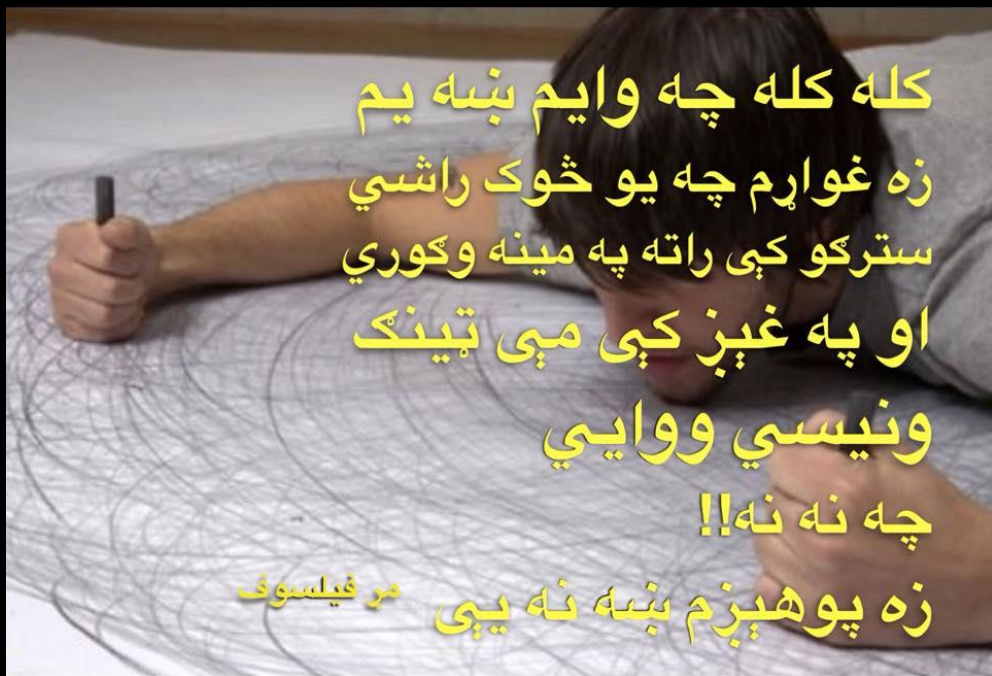 کله کله چه وایم ښه یم
زه غواړم چه یو څوک راشي
سترګو کې راته په مینه وګوري
او په غېږ کې مې ټینګ
ونیسي ووايي
چه نه نه!!
زه پوهېږم ښه نه یې
مړ فیلسوف